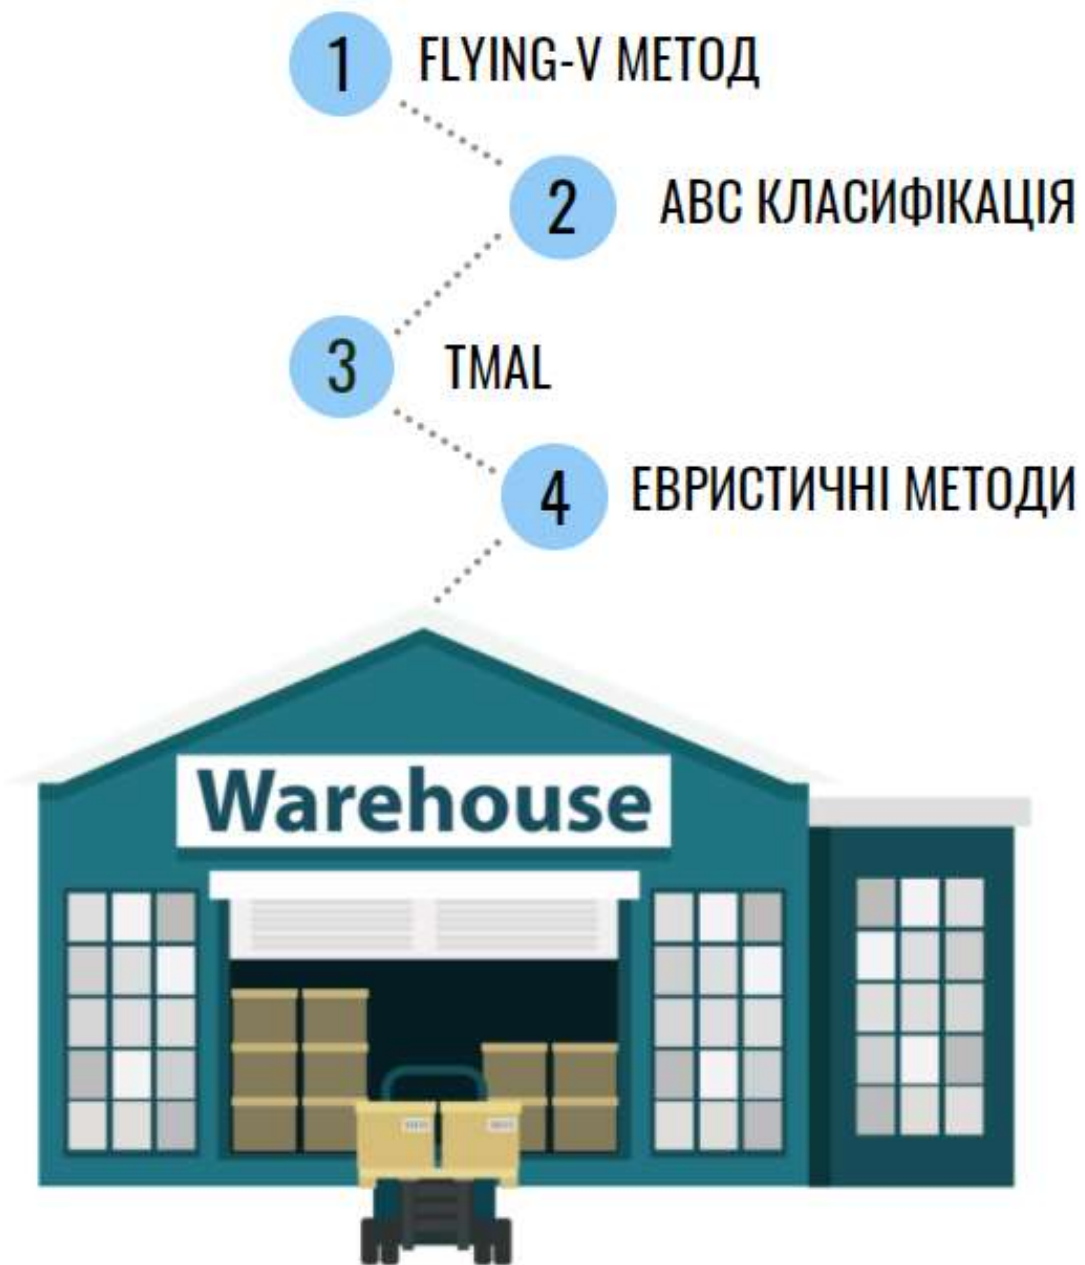 1 FLYING-V МЕТОД
2 ABC КЛАСИФІКАЦІЯ
3 TMAL
4 ЕВРИСТИЧНІ МЕТОДИ
Warehouse